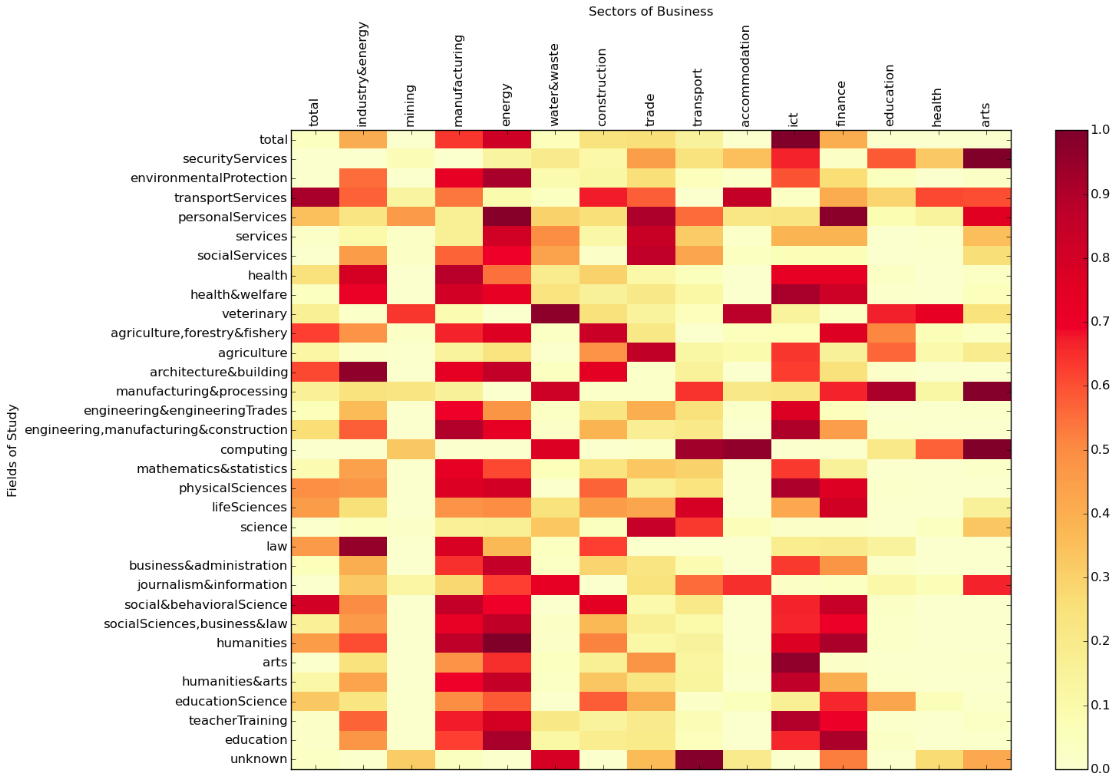 Sectors of Business
total
industry&energy
mining
manufacturing
energy
water&waste
construction
trade
transport
accommodation
ict
finance
education
health
arts
Fields of Study
total
securityServices
environmentalProtection
transportServices
personalServices
services
socialServices
health
health&welfare
veterinary
agriculture,forestry&fishery
agriculture
architecture&building
manufacturing&processing
engineering&engineeringTrades
engineering,manufacturing&construction
computing
mathematics&statistics
physicalSciences
lifeSciences
science
law
business&administration
journalism&information
social&behavioralScience
socialSciences,business&law
humanities
arts
humanities&arts
educationScience
teacherTraining
education
unknown
1.0
0.9
0.8
0.7
0.6
0.5
0.4
0.3
0.2
0.1
0.0